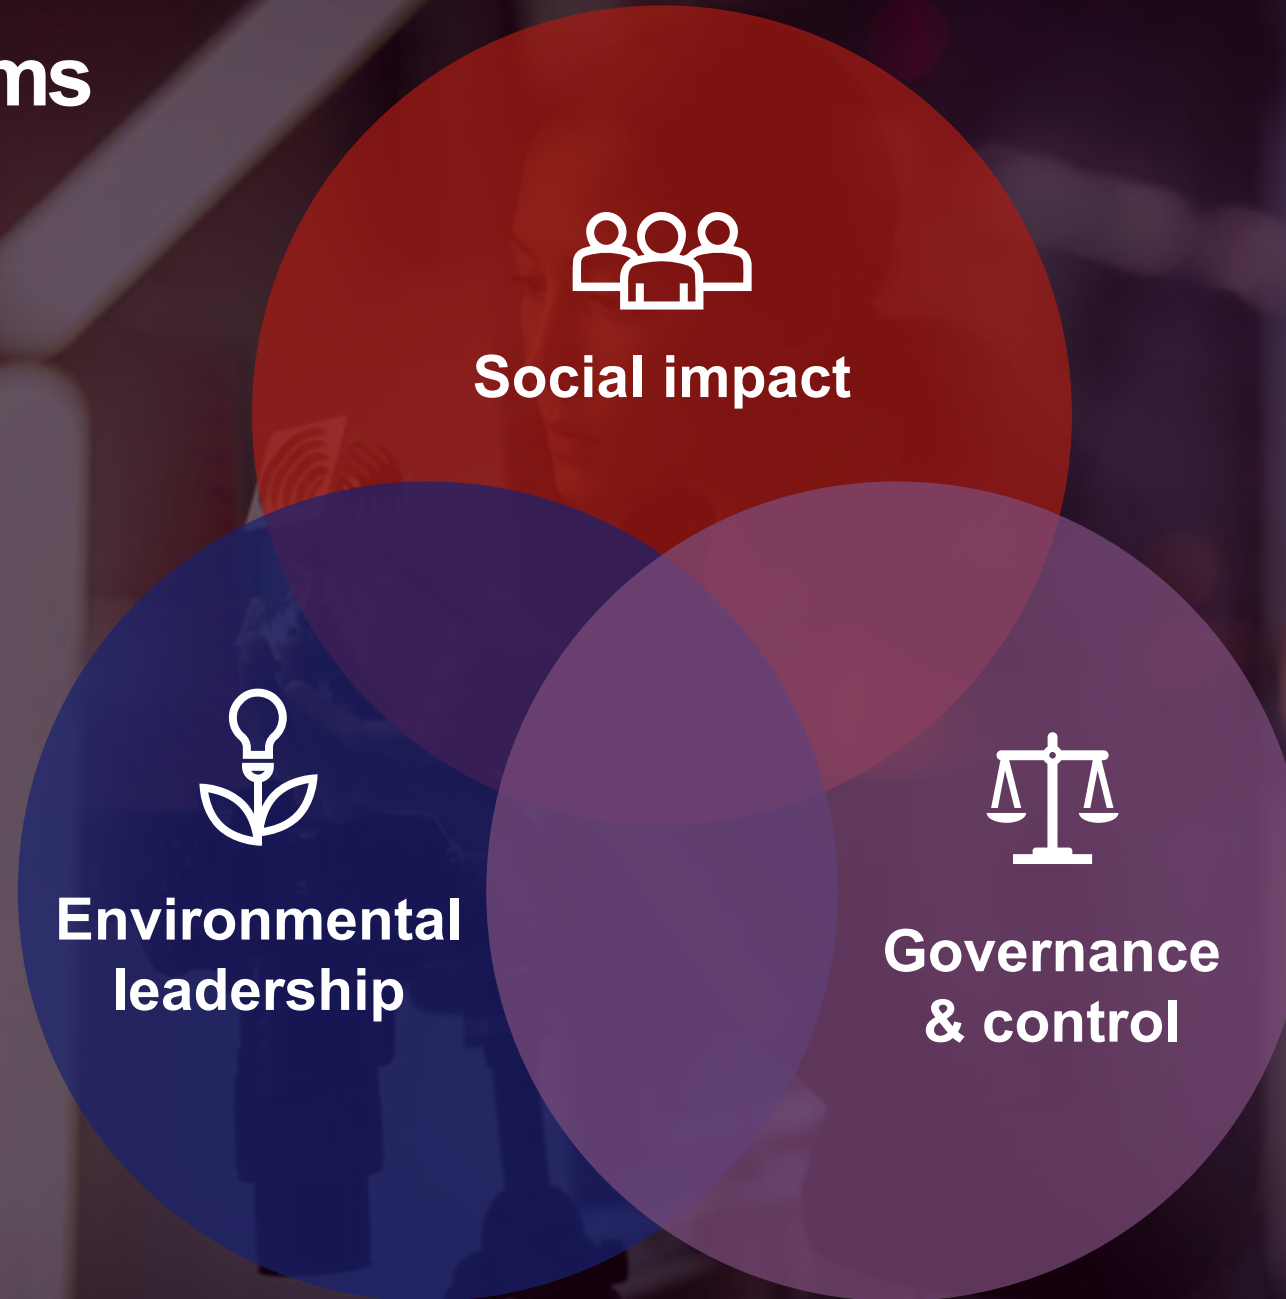 ms
Social impact
Environmental
leadership
Governance
& control